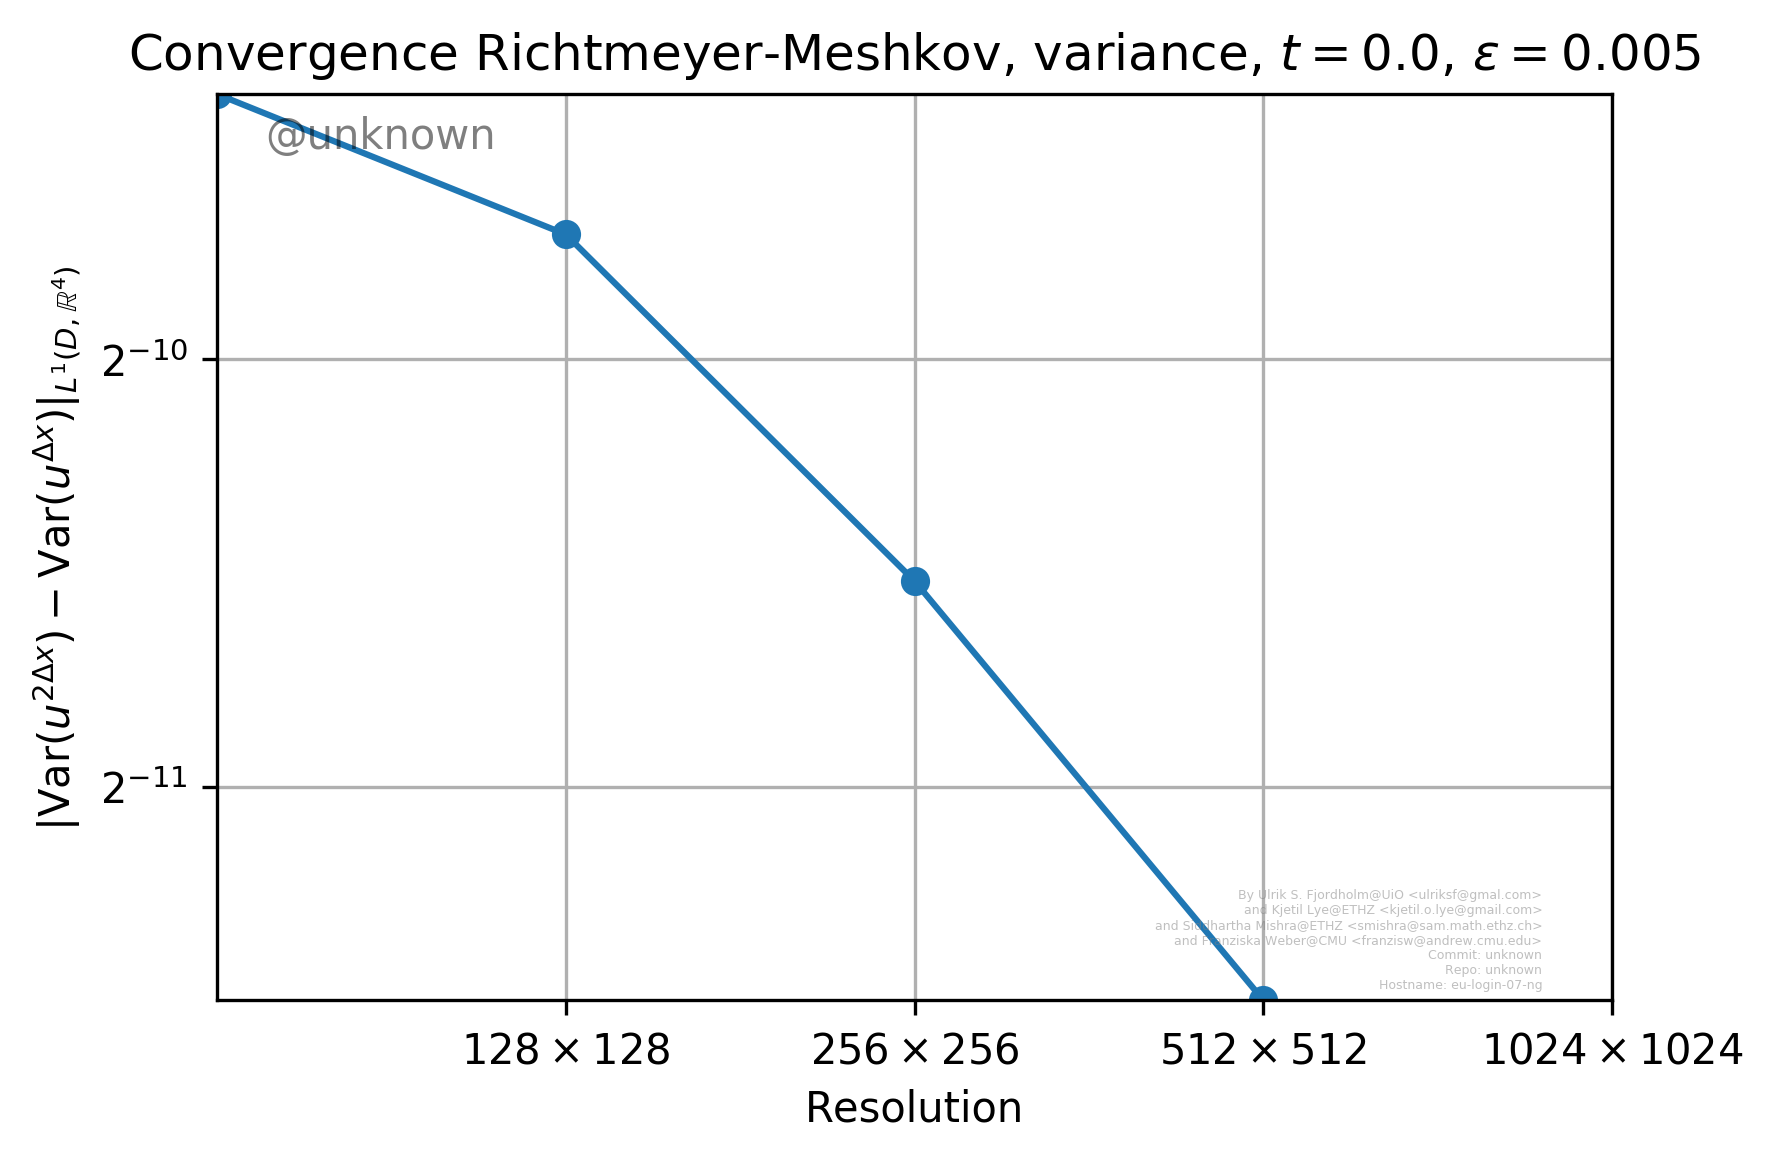 Convergence Richtmeyer-Meshkov, variance, t = 0.0, ε = 0.005
@unknown
|Var(u^{2Δx}) − Var(u^{Δx})|_{L^1(D, ℝ^4)}
2^{−10}
2^{−11}
By Ulrik S. Fjordholm@UiO <ulriksf@gmal.com>
and Kjetil Lye@ETHZ <kjetil.o.lye@gmail.com>
and Siddhartha Mishra@ETHZ <smishra@sam.math.ethz.ch>
and Franziska Weber@CMU <franzisw@andrew.cmu.edu>
Commit: unknown
Repo: unknown
Hostname: eu-login-07-ng
128 × 128 256 × 256 512 × 512 1024 × 1024
Resolution